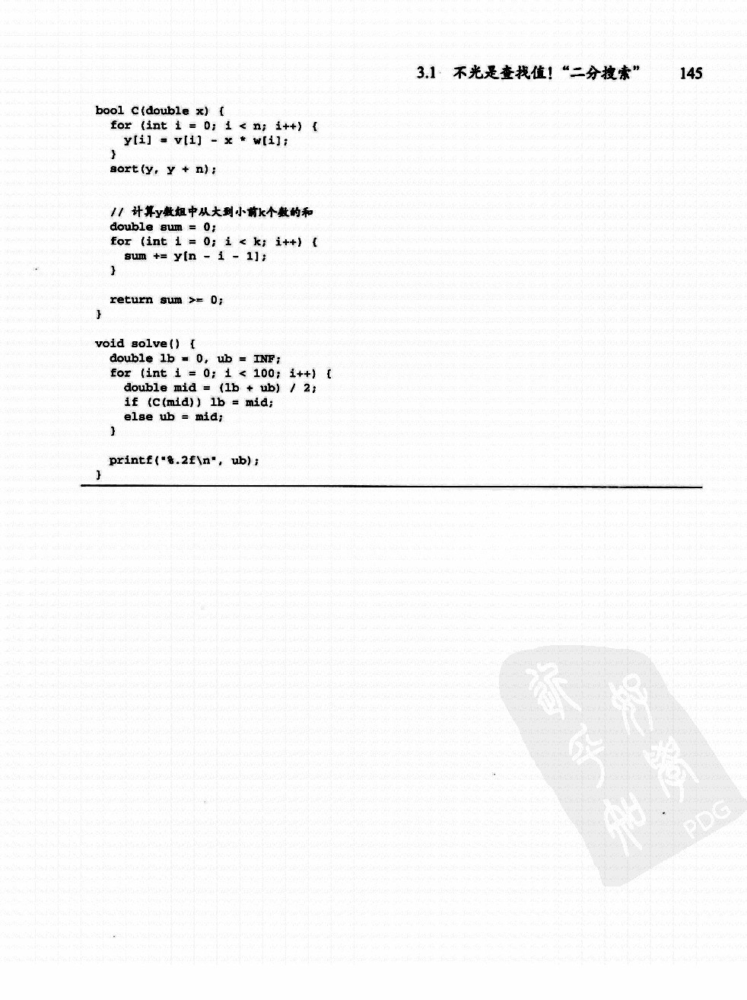 3.1 不光是查找值！“二分搜索” 145
bool C(double x) {
for (int i = 0; i < n; i++) {
y[i] = v[i] - x * w[i];
}
sort(y, y + n);
// 计算y数组中从大到小前k个数的和
double sum = 0;
for (int i = 0; i < k; i++) {
sum += y[n - i - 1];
}
return sum >= 0;
}
void solve() {
double lb = 0, ub = INF;
for (int i = 0; i < 100; i++) {
double mid = (lb + ub) / 2;
if (C(mid)) lb = mid;
else ub = mid;
}
printf("%.2f\n", ub);
}
PDG